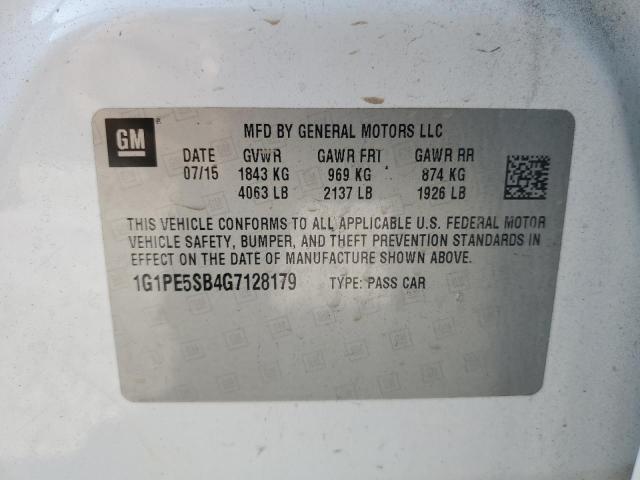 GM
MFD BY GENERAL MOTORS LLC
DATE GVWR GAWR FRT GAWR RR
07/15 1843 KG 969 KG 874 KG
4063 LB 2137 LB 1926 LB
THIS VEHICLE CONFORMS TO ALL APPLICABLE U.S. FEDERAL MOTOR
VEHICLE SAFETY, BUMPER, AND THEFT PREVENTION STANDARDS IN
EFFECT ON THE DATE OF MANUFACTURE SHOWN ABOVE.
1G1PE5SB4G7128179 TYPE: PASS CAR